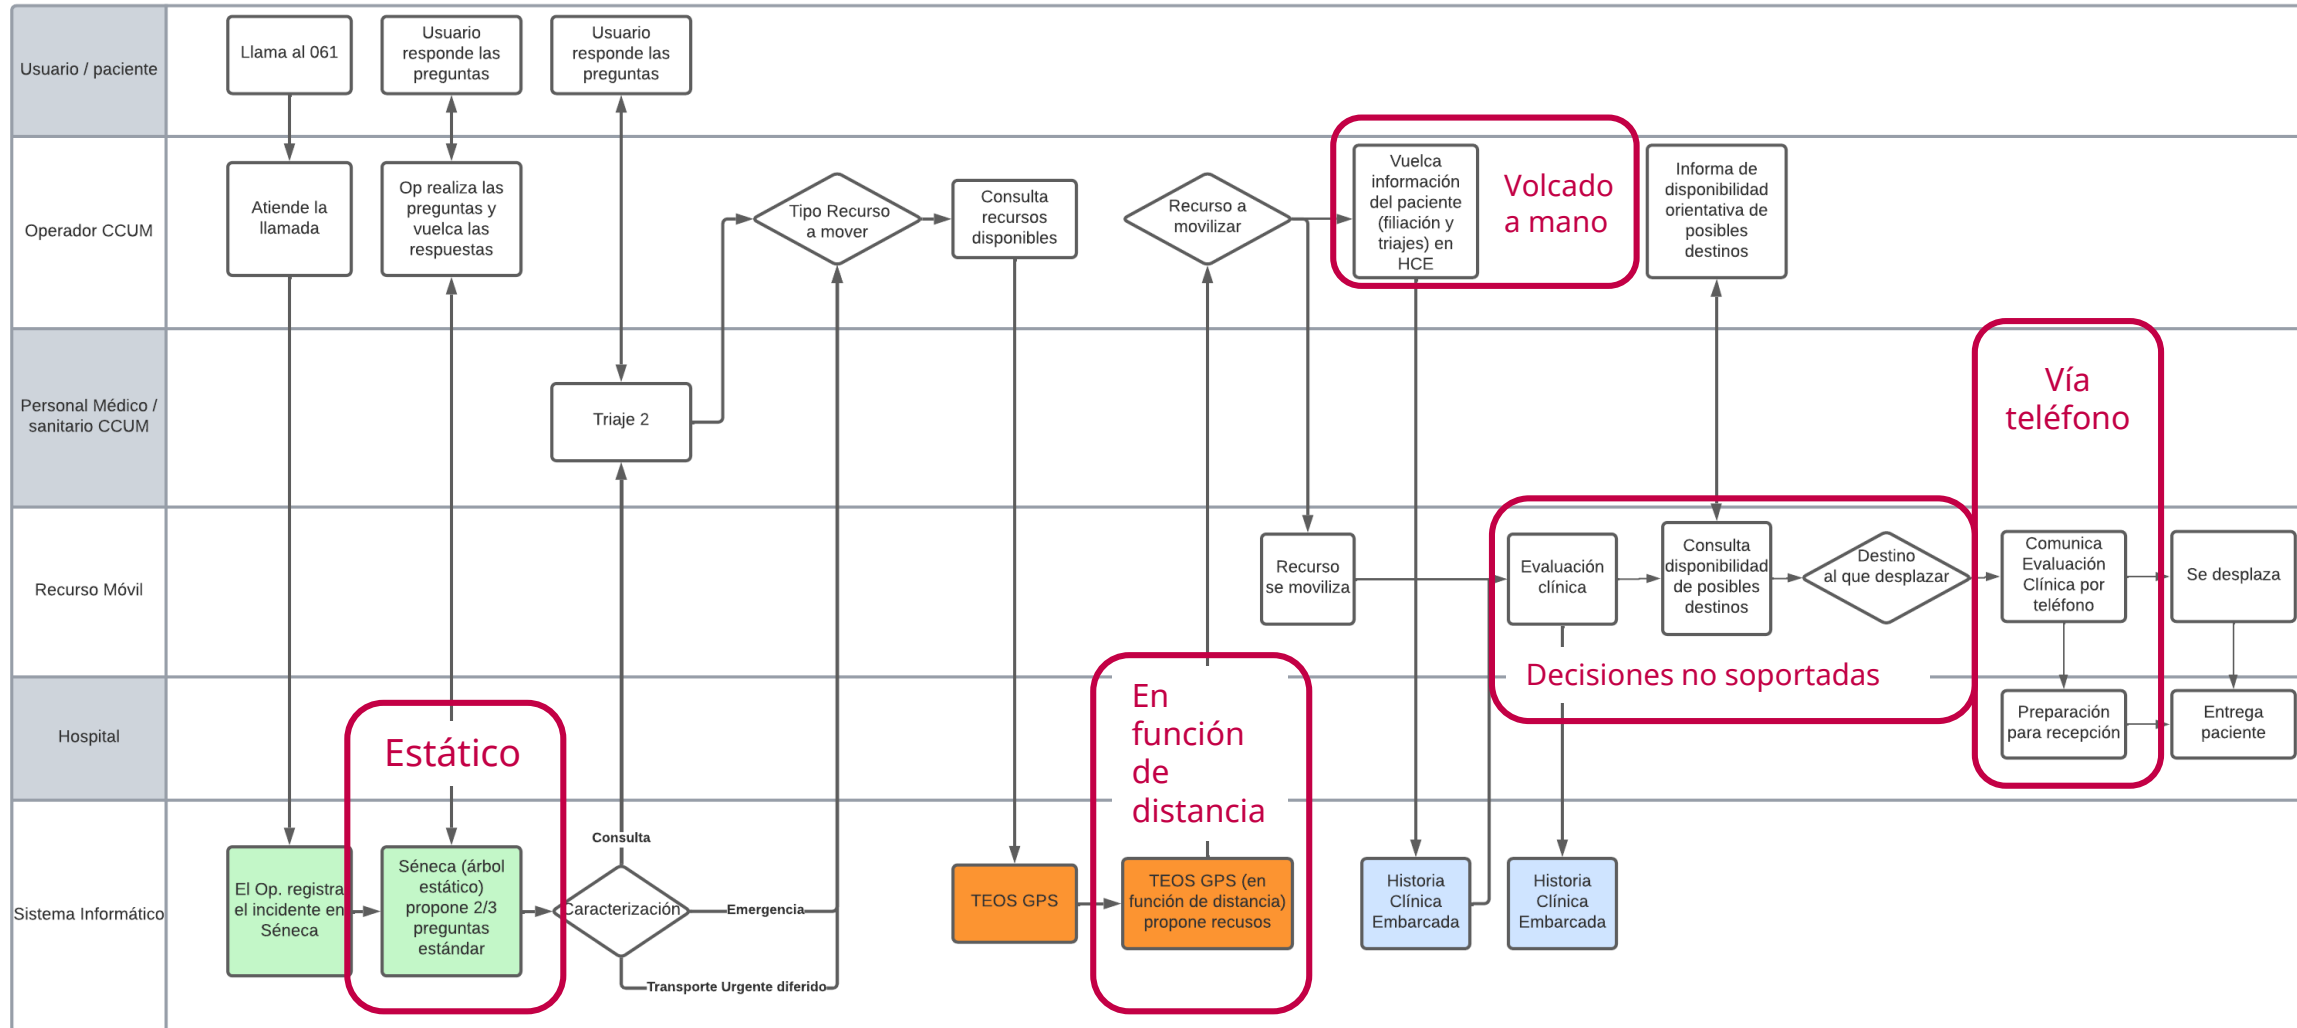 Usuario / paciente
Llama al 061
Usuario
responde las
preguntas
Usuario
responde las
preguntas
Operador CCUM
Atiende la
llamada
Op realiza las
preguntas y
vuelca las
respuestas
Tipo Recurso
a mover
Consulta
recursos
disponibles
Recurso a
movilizar
Vuelca
información
del paciente
(filiación y
triajes) en
HCE
Volcado
a mano
Informa de
disponibilidad
orientativa de
posibles
destinos
Personal Médico /
sanitario CCUM
Triaje 2
Vía
teléfono
Recurso Móvil
Recurso
se moviliza
Evaluación
clínica
Consulta
disponibilidad
de posibles
destinos
Destino
al que desplazar
Comunica
Evaluación
Clínica por
teléfono
Se desplaza
Decisiones no soportadas
Hospital
Estático
En
función
de
distancia
Preparación
para recepción
Entrega
paciente
Sistema Informático
El Op. registra
el incidente en
Séneca
Séneca (árbol
estático)
propone 2/3
preguntas
estándar
Consulta
Caracterización
Emergencia
Transporte Urgente diferido
TEOS GPS
TEOS GPS (en
función de distancia)
propone recusos
Historia
Clínica
Embarcada
Historia
Clínica
Embarcada